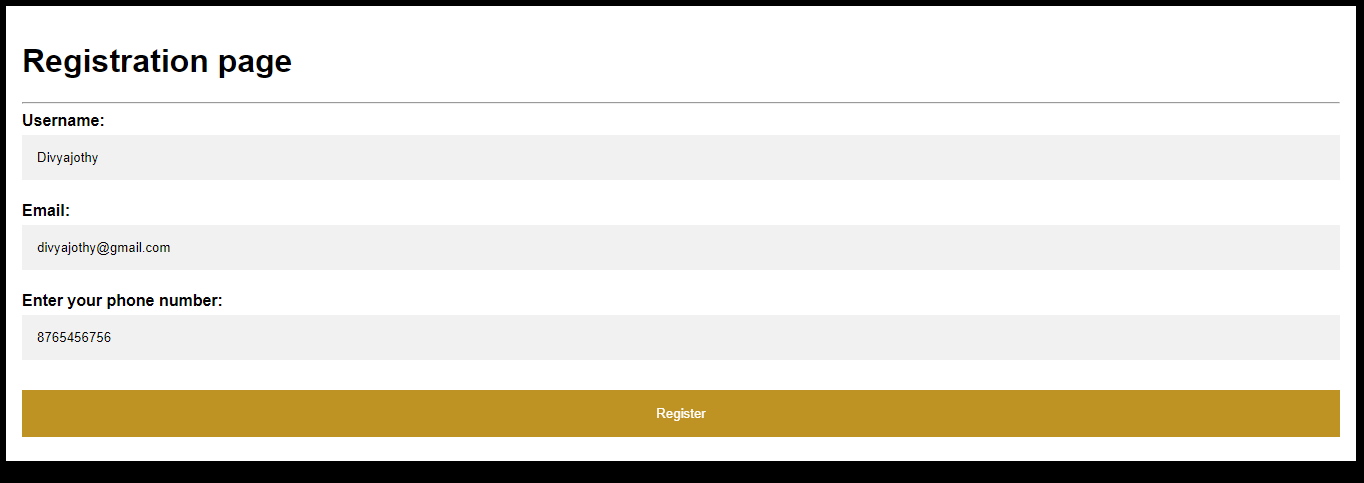 Registration page
Username:
Divyajothy
Email:
divyajothy@gmail.com
Enter your phone number:
8765456756
Register